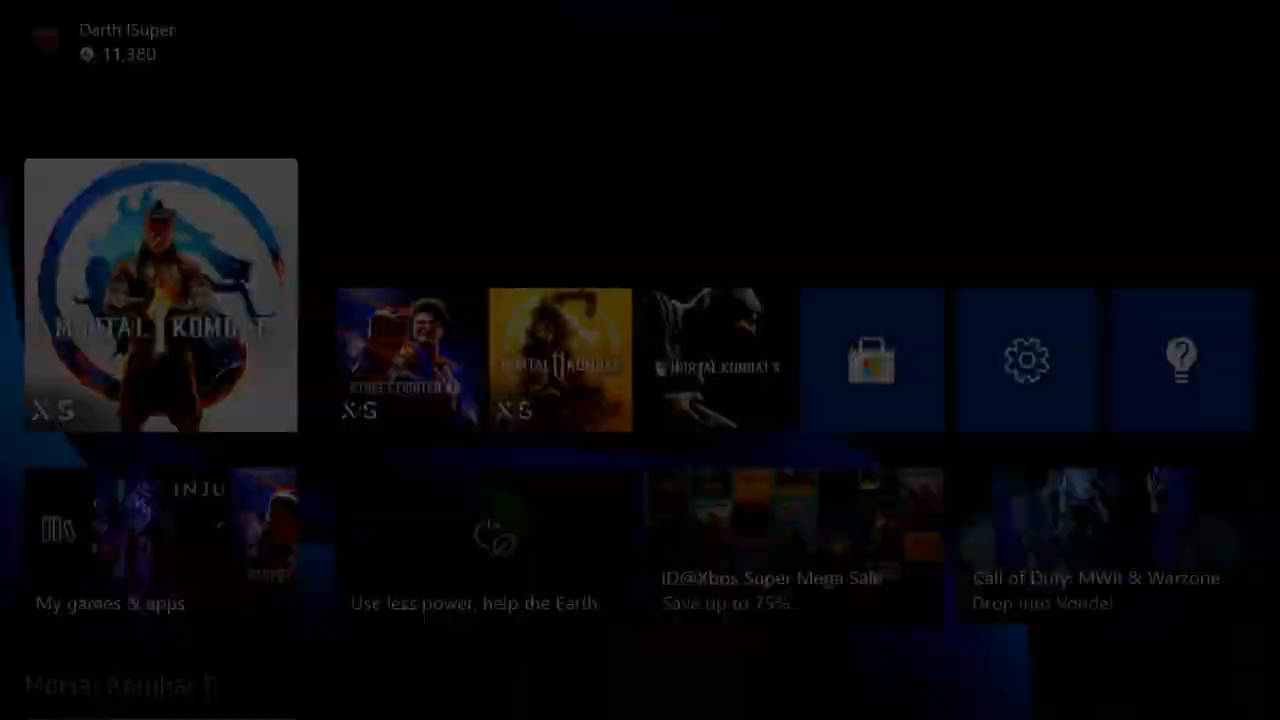 Darth ISuper
11,380
MORTAL KOMBAT
X|S
STREET FIGHTER 6
X|S
MORTAL 11 KOMBAT
X|S
MORTAL KOMBAT X
INJU
STREET
My games & apps
Use less power, help the Earth
ID@Xbox Super Mega Sale
Save up to 75%.
Call of Duty: MWII & Warzone
Drop into Vondel
Mortal Kombat 1